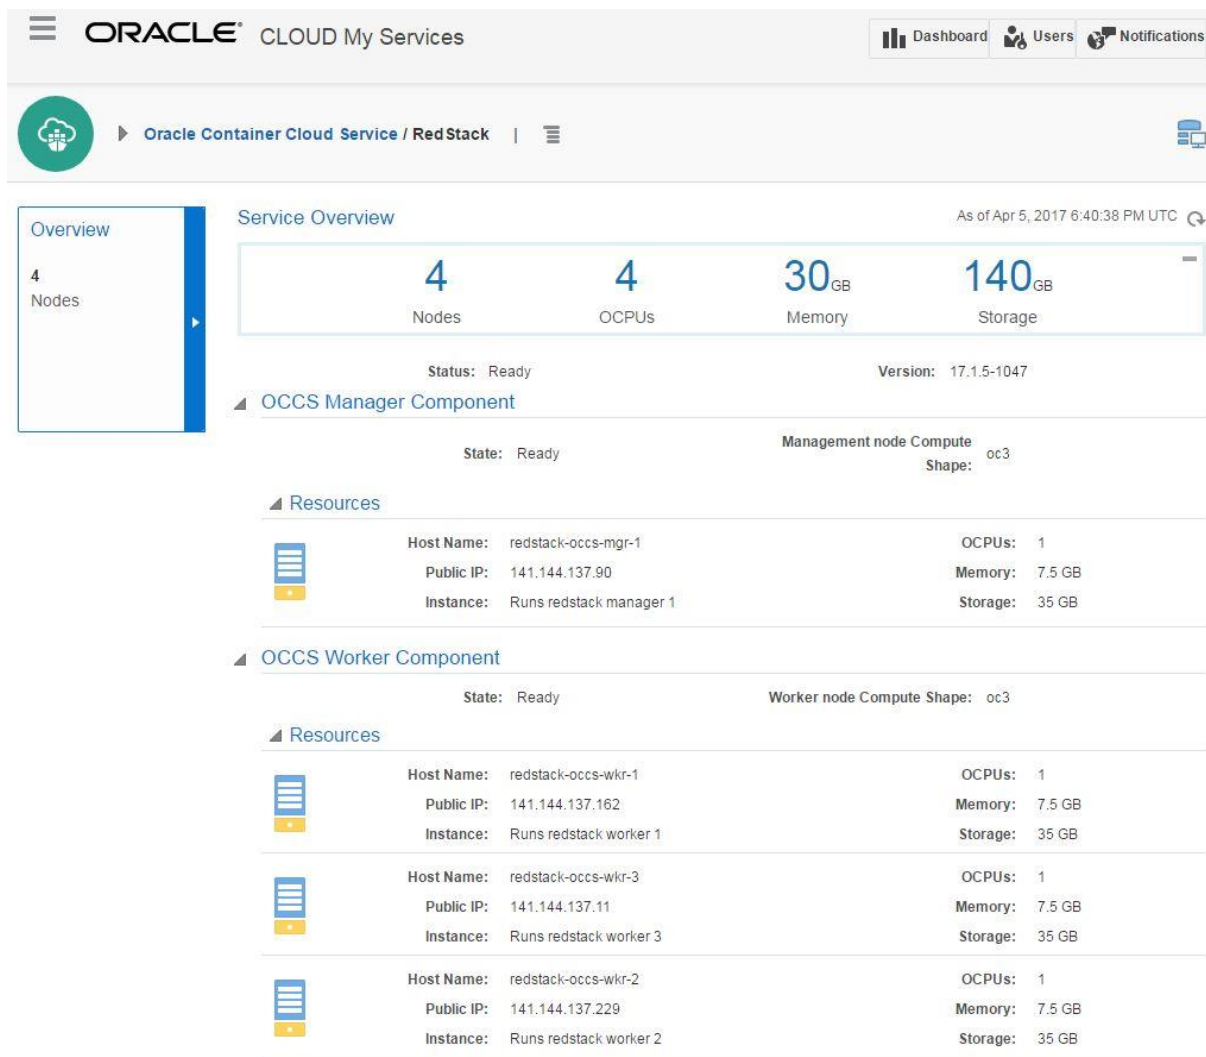 ORACLE® CLOUD My Services
Dashboard Users Notifications
Oracle Container Cloud Service / RedStack |
Overview
4
Nodes
Service Overview
As of Apr 5, 2017 6:40:38 PM UTC
4 4 30GB 140GB
Nodes OCPUs Memory Storage
Status: Ready Version: 17.1.5-1047
OCCS Manager Component
State: Ready Management node Compute Shape: oc3
Resources
Host Name: redstack-occs-mgr-1 OCPUs: 1
Public IP: 141.144.137.90 Memory: 7.5 GB
Instance: Runs redstack manager 1 Storage: 35 GB
OCCS Worker Component
State: Ready Worker node Compute Shape: oc3
Resources
Host Name: redstack-occs-wkr-1 OCPUs: 1
Public IP: 141.144.137.162 Memory: 7.5 GB
Instance: Runs redstack worker 1 Storage: 35 GB
Host Name: redstack-occs-wkr-3 OCPUs: 1
Public IP: 141.144.137.11 Memory: 7.5 GB
Instance: Runs redstack worker 3 Storage: 35 GB
Host Name: redstack-occs-wkr-2 OCPUs: 1
Public IP: 141.144.137.229 Memory: 7.5 GB
Instance: Runs redstack worker 2 Storage: 35 GB